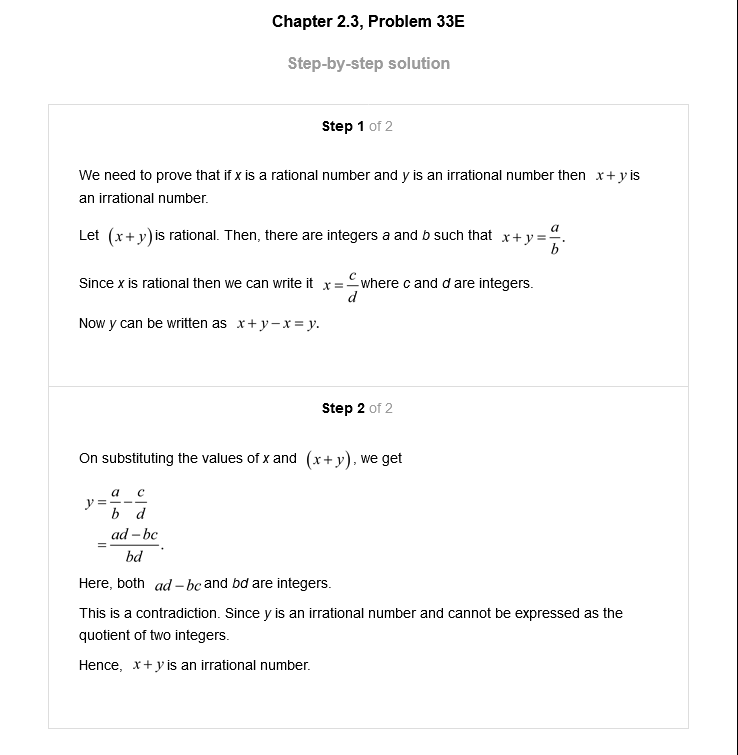 Chapter 2.3, Problem 33E
Step-by-step solution
Step 1 of 2
We need to prove that if x is a rational number and y is an irrational number then x + y is
an irrational number.
Let (x + y) is rational. Then, there are integers a and b such that x + y = a/b.
Since x is rational then we can write it x = c/d where c and d are integers.
Now y can be written as x + y − x = y.
Step 2 of 2
On substituting the values of x and (x + y), we get
y = a/b − c/d
= (ad − bc)/bd.
Here, both ad − bc and bd are integers.
This is a contradiction. Since y is an irrational number and cannot be expressed as the
quotient of two integers.
Hence, x + y is an irrational number.